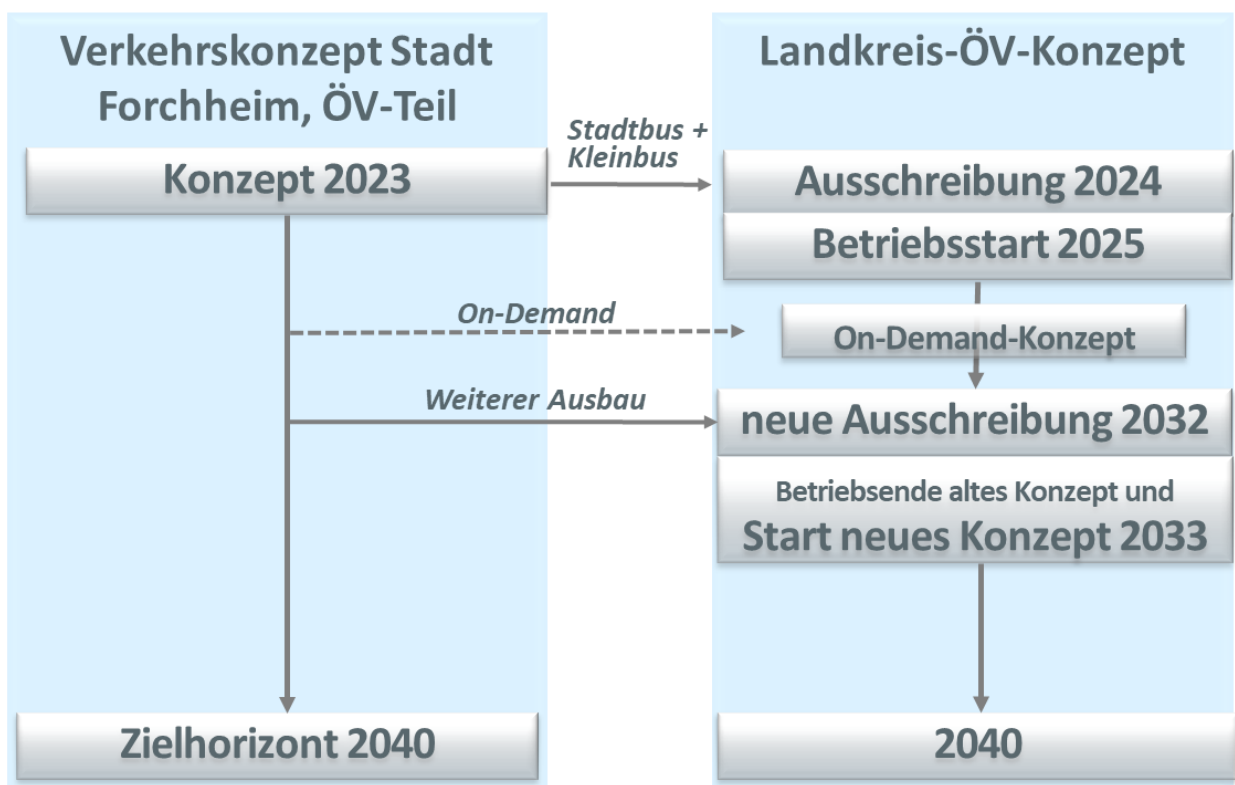 Verkehrskonzept Stadt
Forchheim, ÖV-Teil
Konzept 2023
Zielhorizont 2040
Stadtbus +
Kleinbus
On-Demand
Weiterer Ausbau
Landkreis-ÖV-Konzept
Ausschreibung 2024
Betriebsstart 2025
On-Demand-Konzept
neue Ausschreibung 2032
Betriebsende altes Konzept und
Start neues Konzept 2033
2040